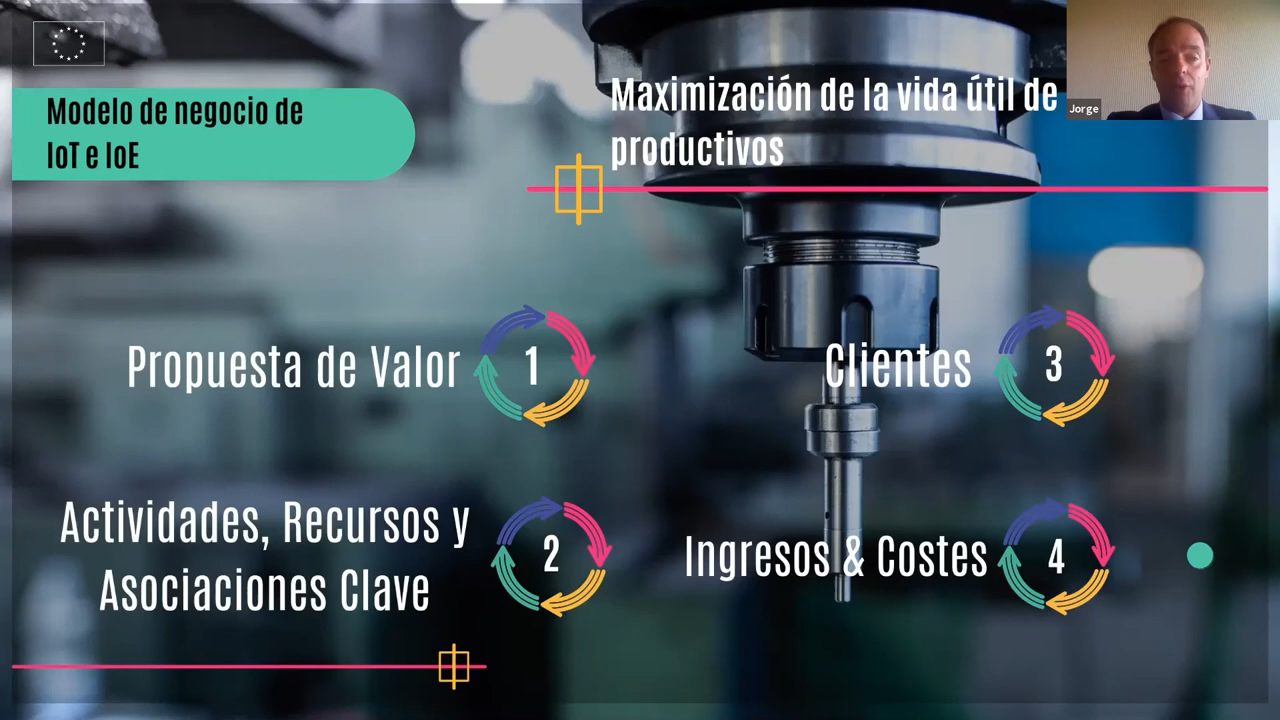 Modelo de negocio de
IoT e IoE
Maximización de la vida útil de
productivos
Jorge
Propuesta de Valor
1
Clientes
3
Actividades, Recursos y
Asociaciones Clave
2
Ingresos & Costes
4